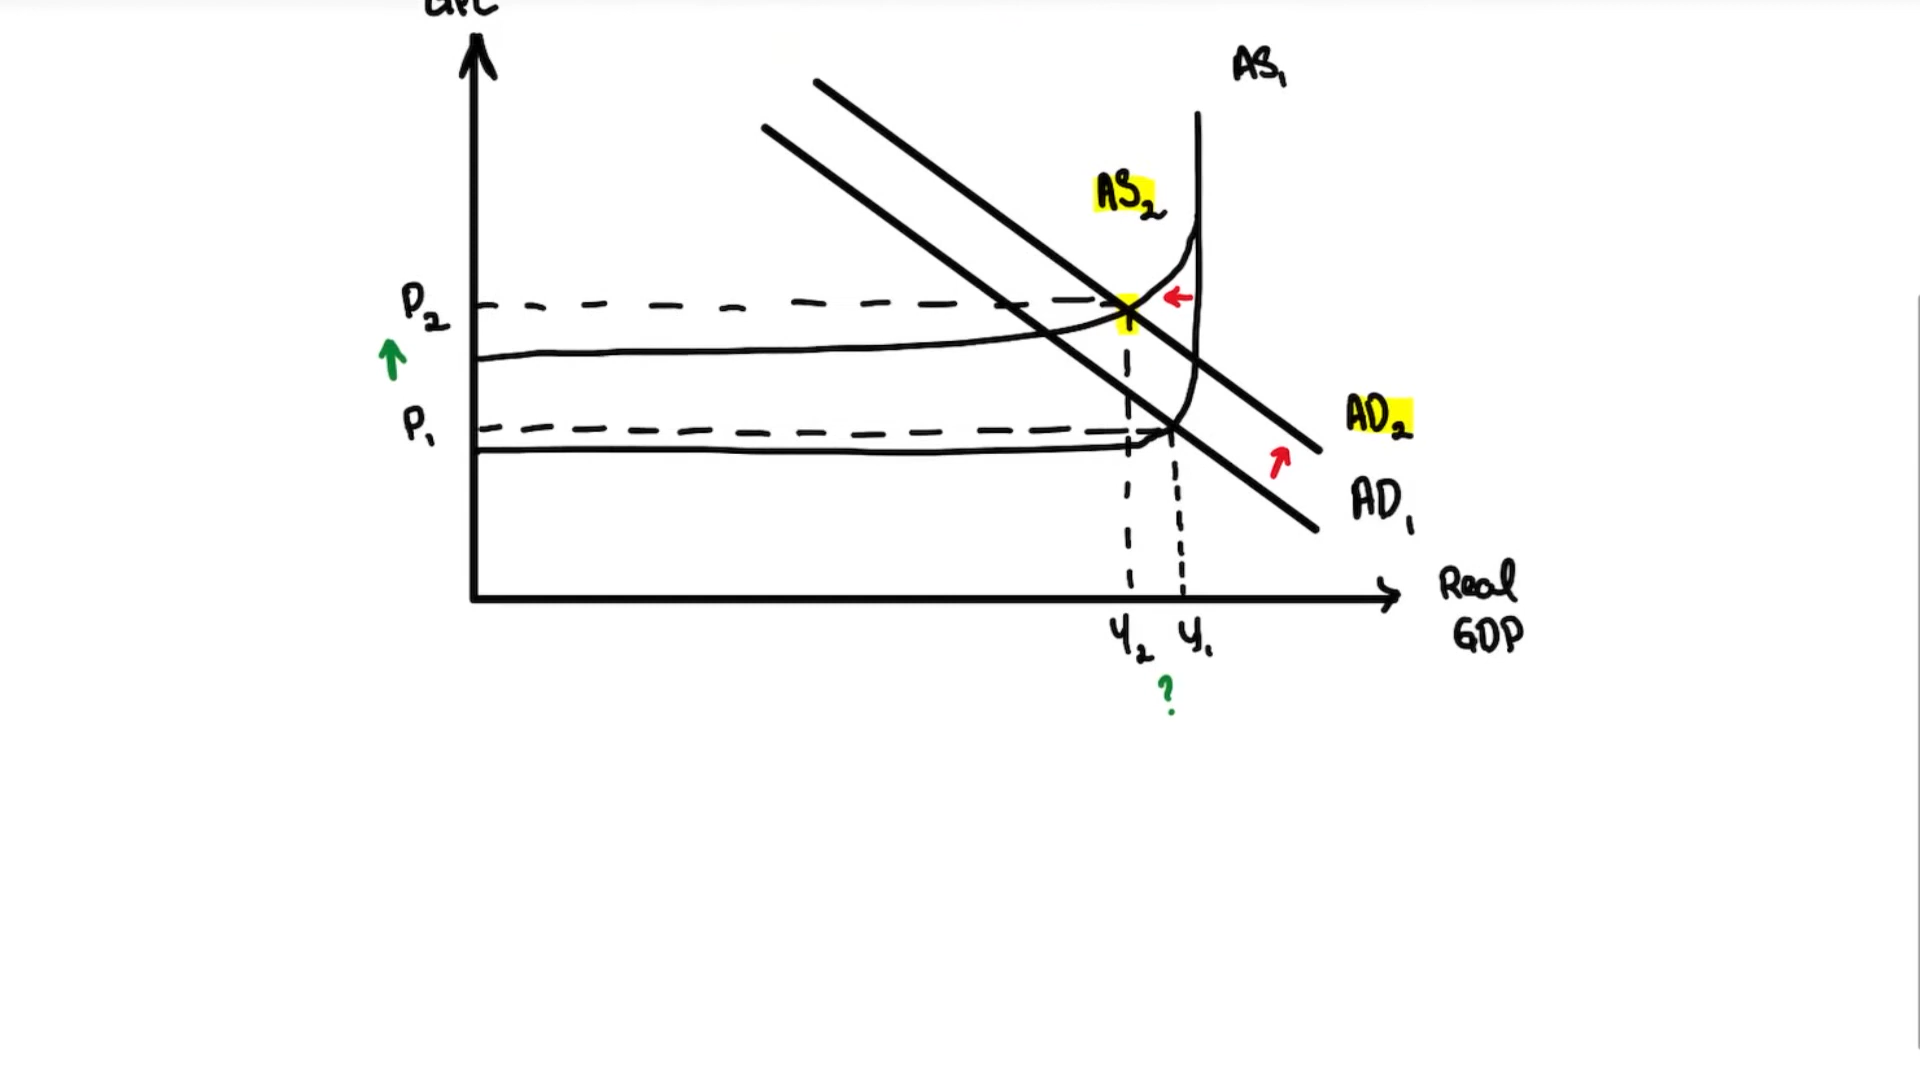 AS₁
AS₂
P₂
P₁
AD₂
AD₁
Real
GDP
Y₂ Y₁
?